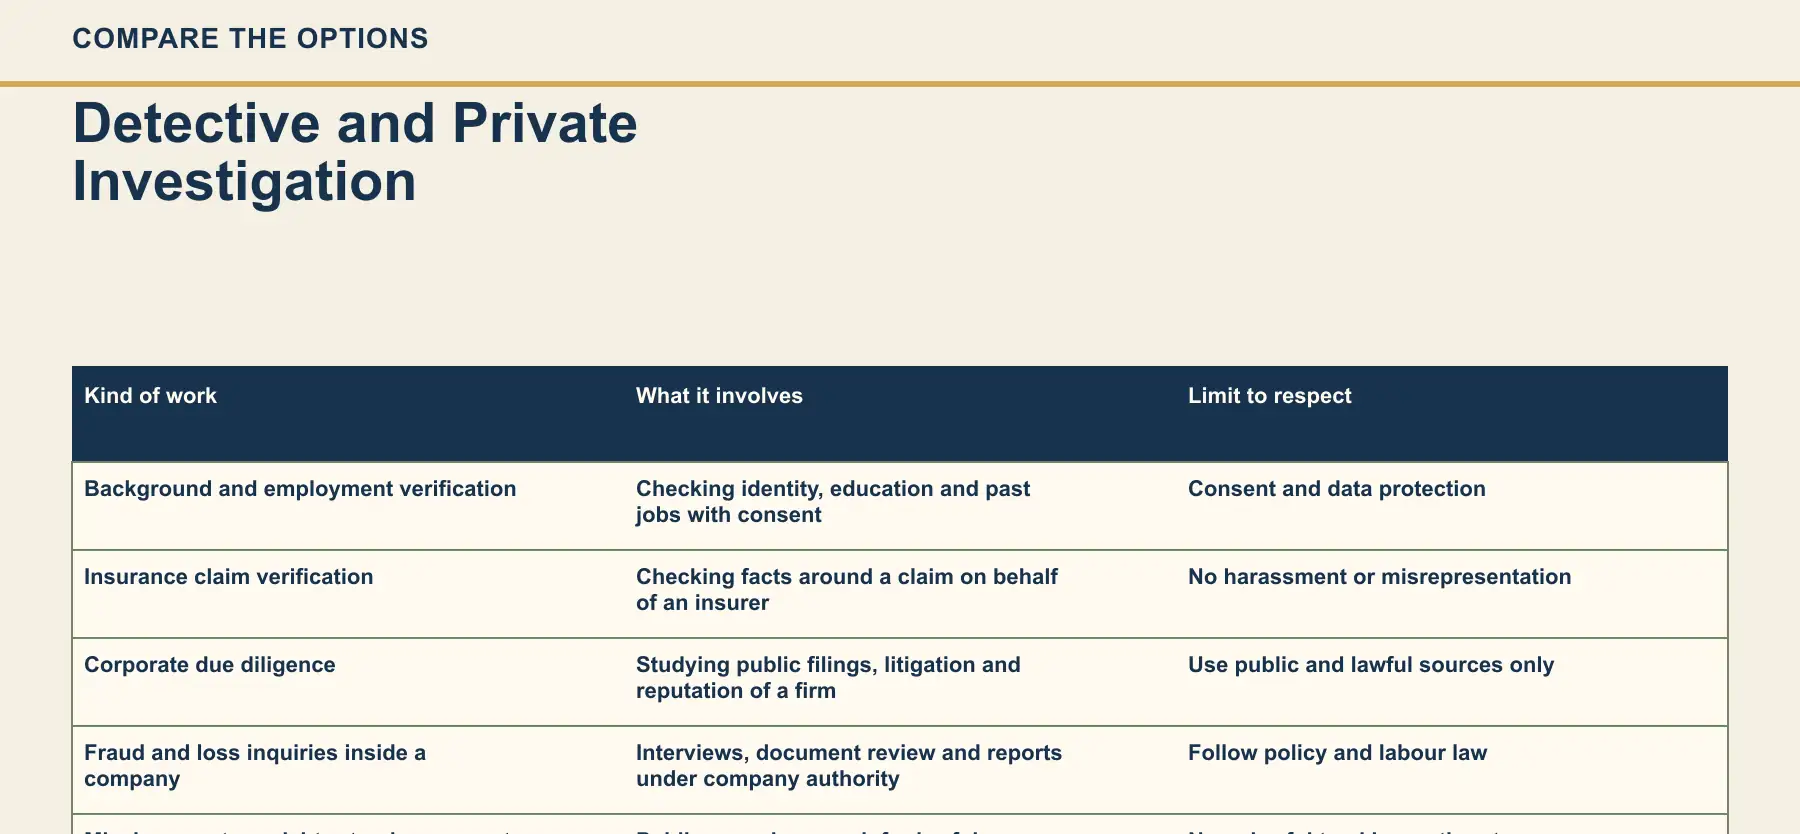 COMPARE THE OPTIONS
Detective and Private
Investigation
Kind of work
What it involves
Limit to respect
Background and employment verification
Checking identity, education and past
jobs with consent
Consent and data protection
Insurance claim verification
Checking facts around a claim on behalf
of an insurer
No harassment or misrepresentation
Corporate due diligence
Studying public filings, litigation and
reputation of a firm
Use public and lawful sources only
Fraud and loss inquiries inside a
company
Interviews, document review and reports
under company authority
Follow policy and labour law